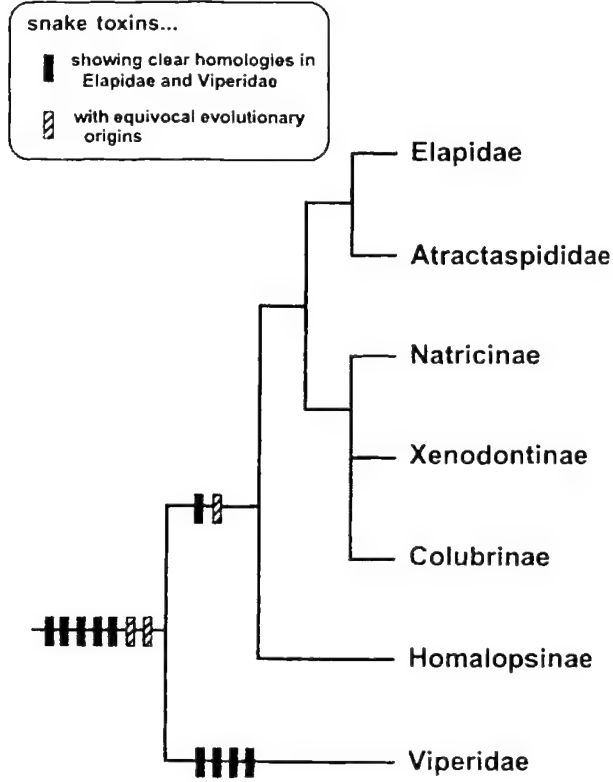 snake toxins...
showing clear homologies in
Elapidae and Viperidae
with equivocal evolutionary
origins
Elapidae
Atractaspididae
Natricinae
Xenodontinae
Colubrinae
Homalopsinae
Viperidae